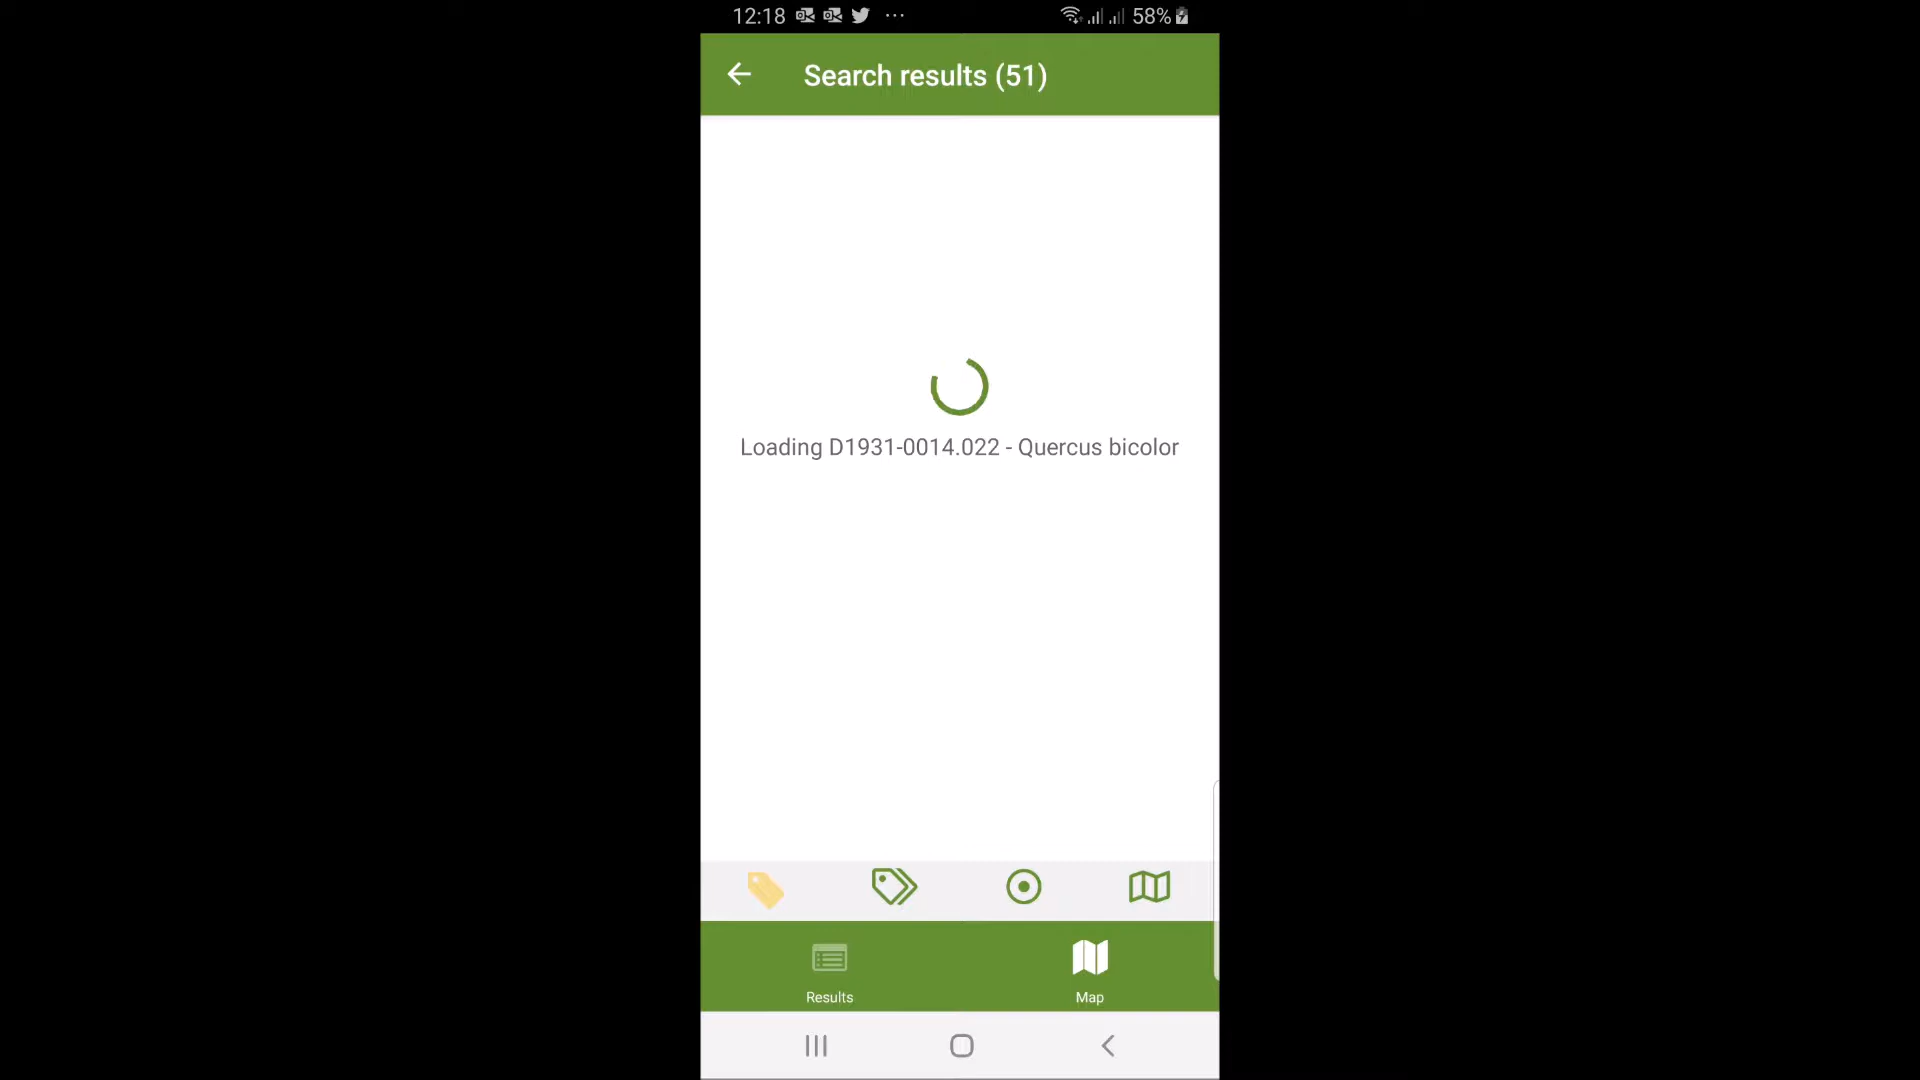 12:18 ... 58%
Search results (51)
Loading D1931-0014.022 - Quercus bicolor
Results Map